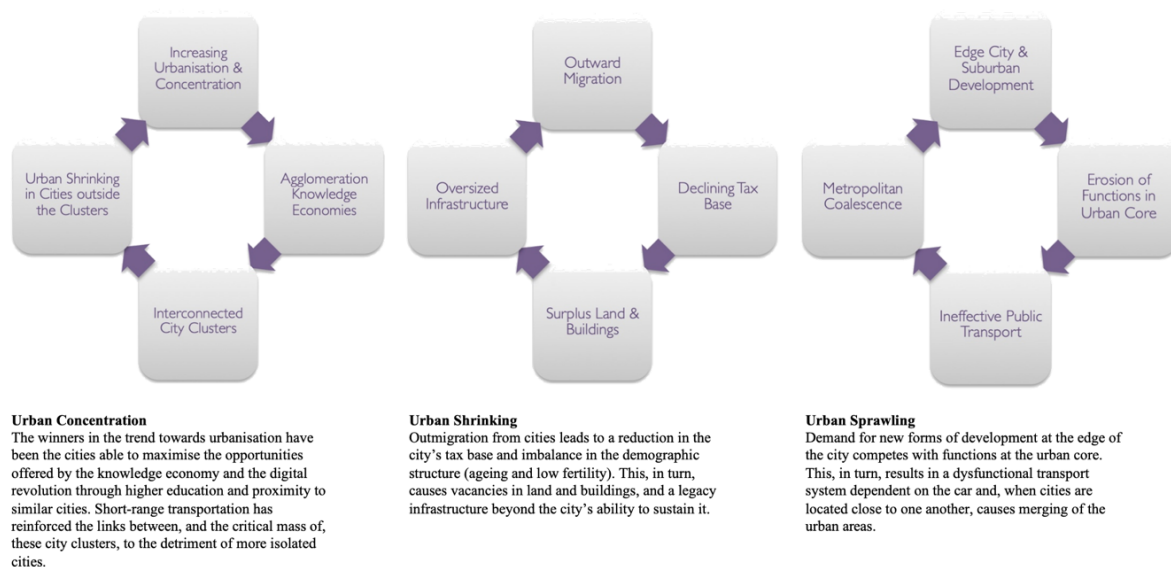 Increasing
Urbanisation &
Concentration
Urban Shrinking
in Cities outside
the Clusters
Agglomeration
Knowledge
Economies
Interconnected
City Clusters
Outward
Migration
Oversized
Infrastructure
Declining Tax
Base
Surplus Land &
Buildings
Edge City &
Suburban
Development
Metropolitan
Coalescence
Erosion of
Functions in
Urban Core
Ineffective Public
Transport
Urban Concentration
The winners in the trend towards urbanisation have
been the cities able to maximise the opportunities
offered by the knowledge economy and the digital
revolution through higher education and proximity to
similar cities. Short-range transportation has
reinforced the links between, and the critical mass of,
these city clusters, to the detriment of more isolated
cities.
Urban Shrinking
Outmigration from cities leads to a reduction in the
city's tax base and imbalance in the demographic
structure (ageing and low fertility). This, in turn,
causes vacancies in land and buildings, and a legacy
infrastructure beyond the city's ability to sustain it.
Urban Sprawling
Demand for new forms of development at the edge of
the city competes with functions at the urban core.
This, in turn, results in a dysfunctional transport
system dependent on the car and, when cities are
located close to one another, causes merging of the
urban areas.